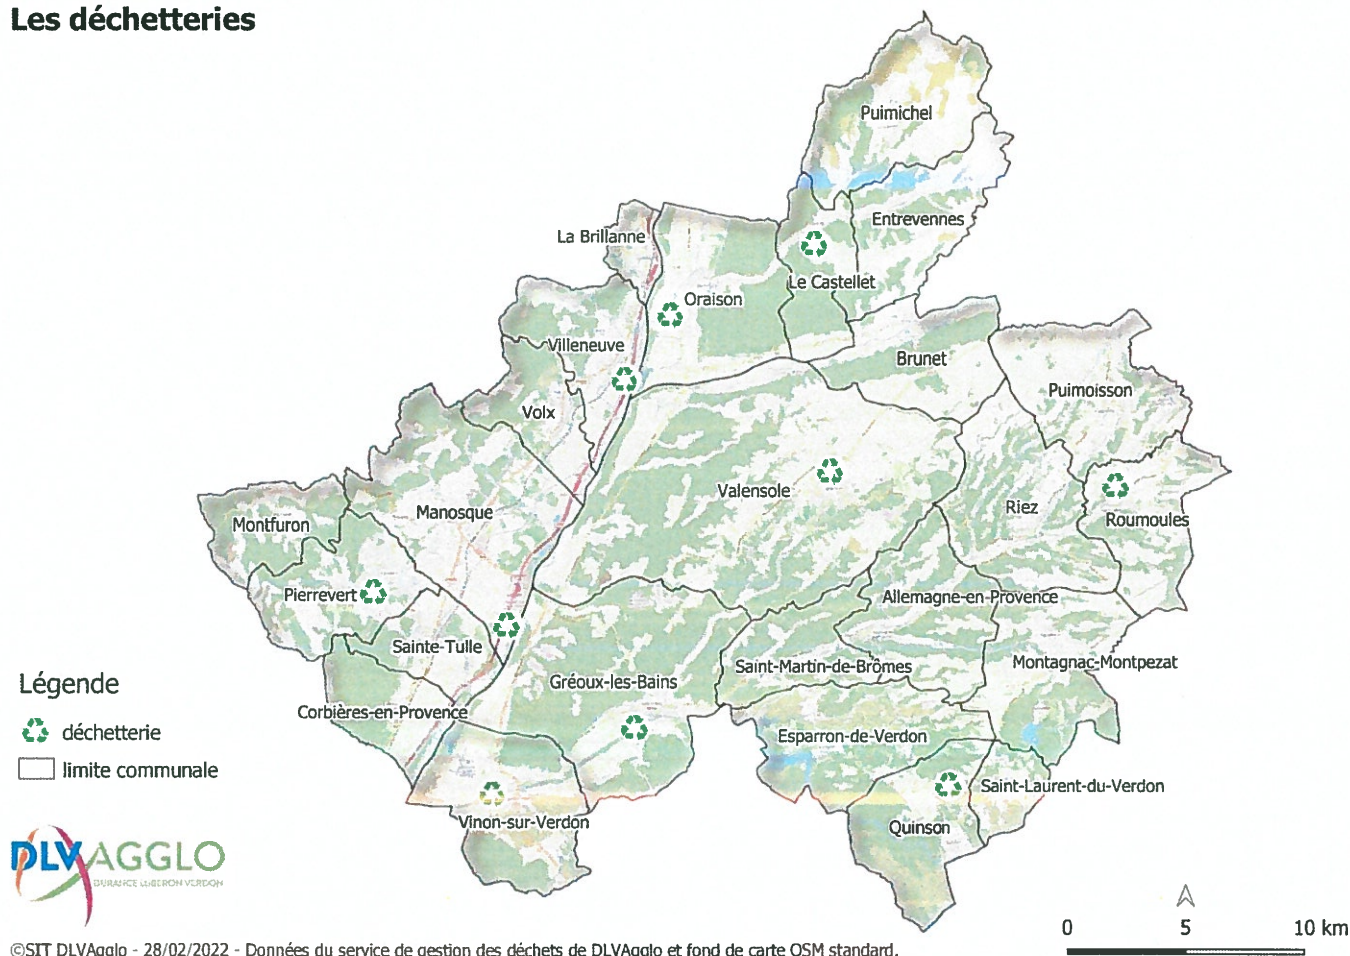 Les déchetteries
Puimichel
Entrevennes
La Brillanne
Le Castellet
Oraison
Villeneuve
Brunet
Puimoisson
Volx
Valensole
Manosque
Riez
Roumoules
Montfuron
Pierrevert
Allemagne-en-Provence
Sainte-Tulle
Saint-Martin-de-Brômes
Montagnac-Montpezat
Gréoux-les-Bains
Corbières-en-Provence
Esparron-de-Verdon
Saint-Laurent-du-Verdon
Vinon-sur-Verdon
Quinson
Légende
déchetterie
limite communale
DLVAGGLO
DURANCE LUBERON VERDON
0 5 10 km
©SIT DLVAgglo - 28/02/2022 - Données du service de gestion des déchets de DLVAgglo et fond de carte OSM standard.